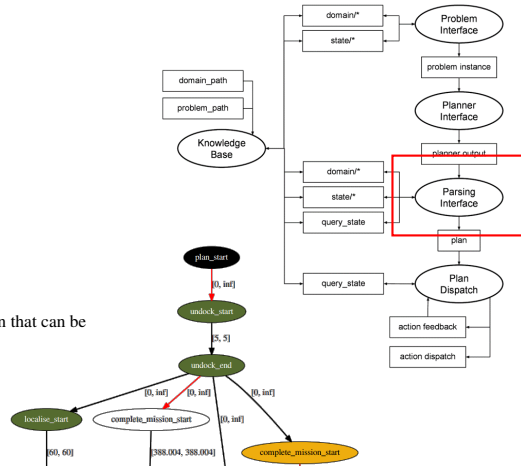 domain/*
state/*
Problem
Interface
problem instance
domain_path
problem_path
Planner
Interface
Knowledge
Base
planner output
domain/*
state/*
query_state
Parsing
Interface
plan
plan_start
[0, inf]
query_state
Plan
Dispatch
undock_start
n that can be
action feedback
[5, 5]
action dispatch
undock_end
[0, inf]
[0, inf]
[0, inf]
localise_start
complete_mission_start
[0, inf]
complete_mission_start
[60, 60]
[388.004, 388.004]